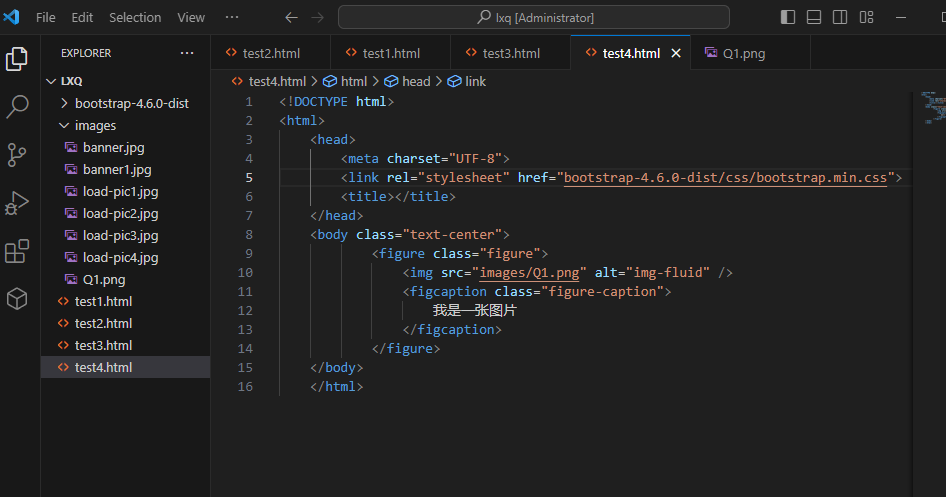 File Edit Selection View ··· lxq [Administrator]
EXPLORER ···
LXQ
bootstrap-4.6.0-dist
images
banner.jpg
banner1.jpg
load-pic1.jpg
load-pic2.jpg
load-pic3.jpg
load-pic4.jpg
Q1.png
test1.html
test2.html
test3.html
test4.html
test2.html test1.html test3.html test4.html Q1.png
test4.html > html > head > link
1 <!DOCTYPE html>
2 <html>
3 <head>
4 <meta charset="UTF-8">
5 <link rel="stylesheet" href="bootstrap-4.6.0-dist/css/bootstrap.min.css">
6 <title></title>
7 </head>
8 <body class="text-center">
9 <figure class="figure">
10 <img src="images/Q1.png" alt="img-fluid" />
11 <figcaption class="figure-caption">
12 我是一张图片
13 </figcaption>
14 </figure>
15 </body>
16 </html>